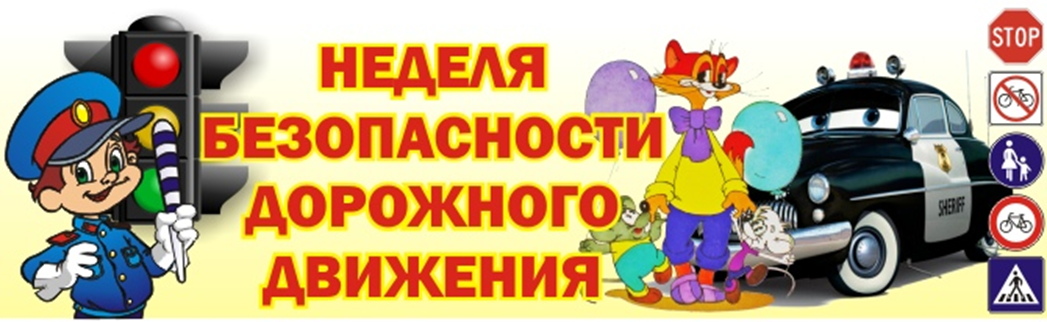 НЕДЕЛЯ
БЕЗОПАСНОСТИ
ДОРОЖНОГО
ДВИЖЕНИЯ
SHERIFF
STOP